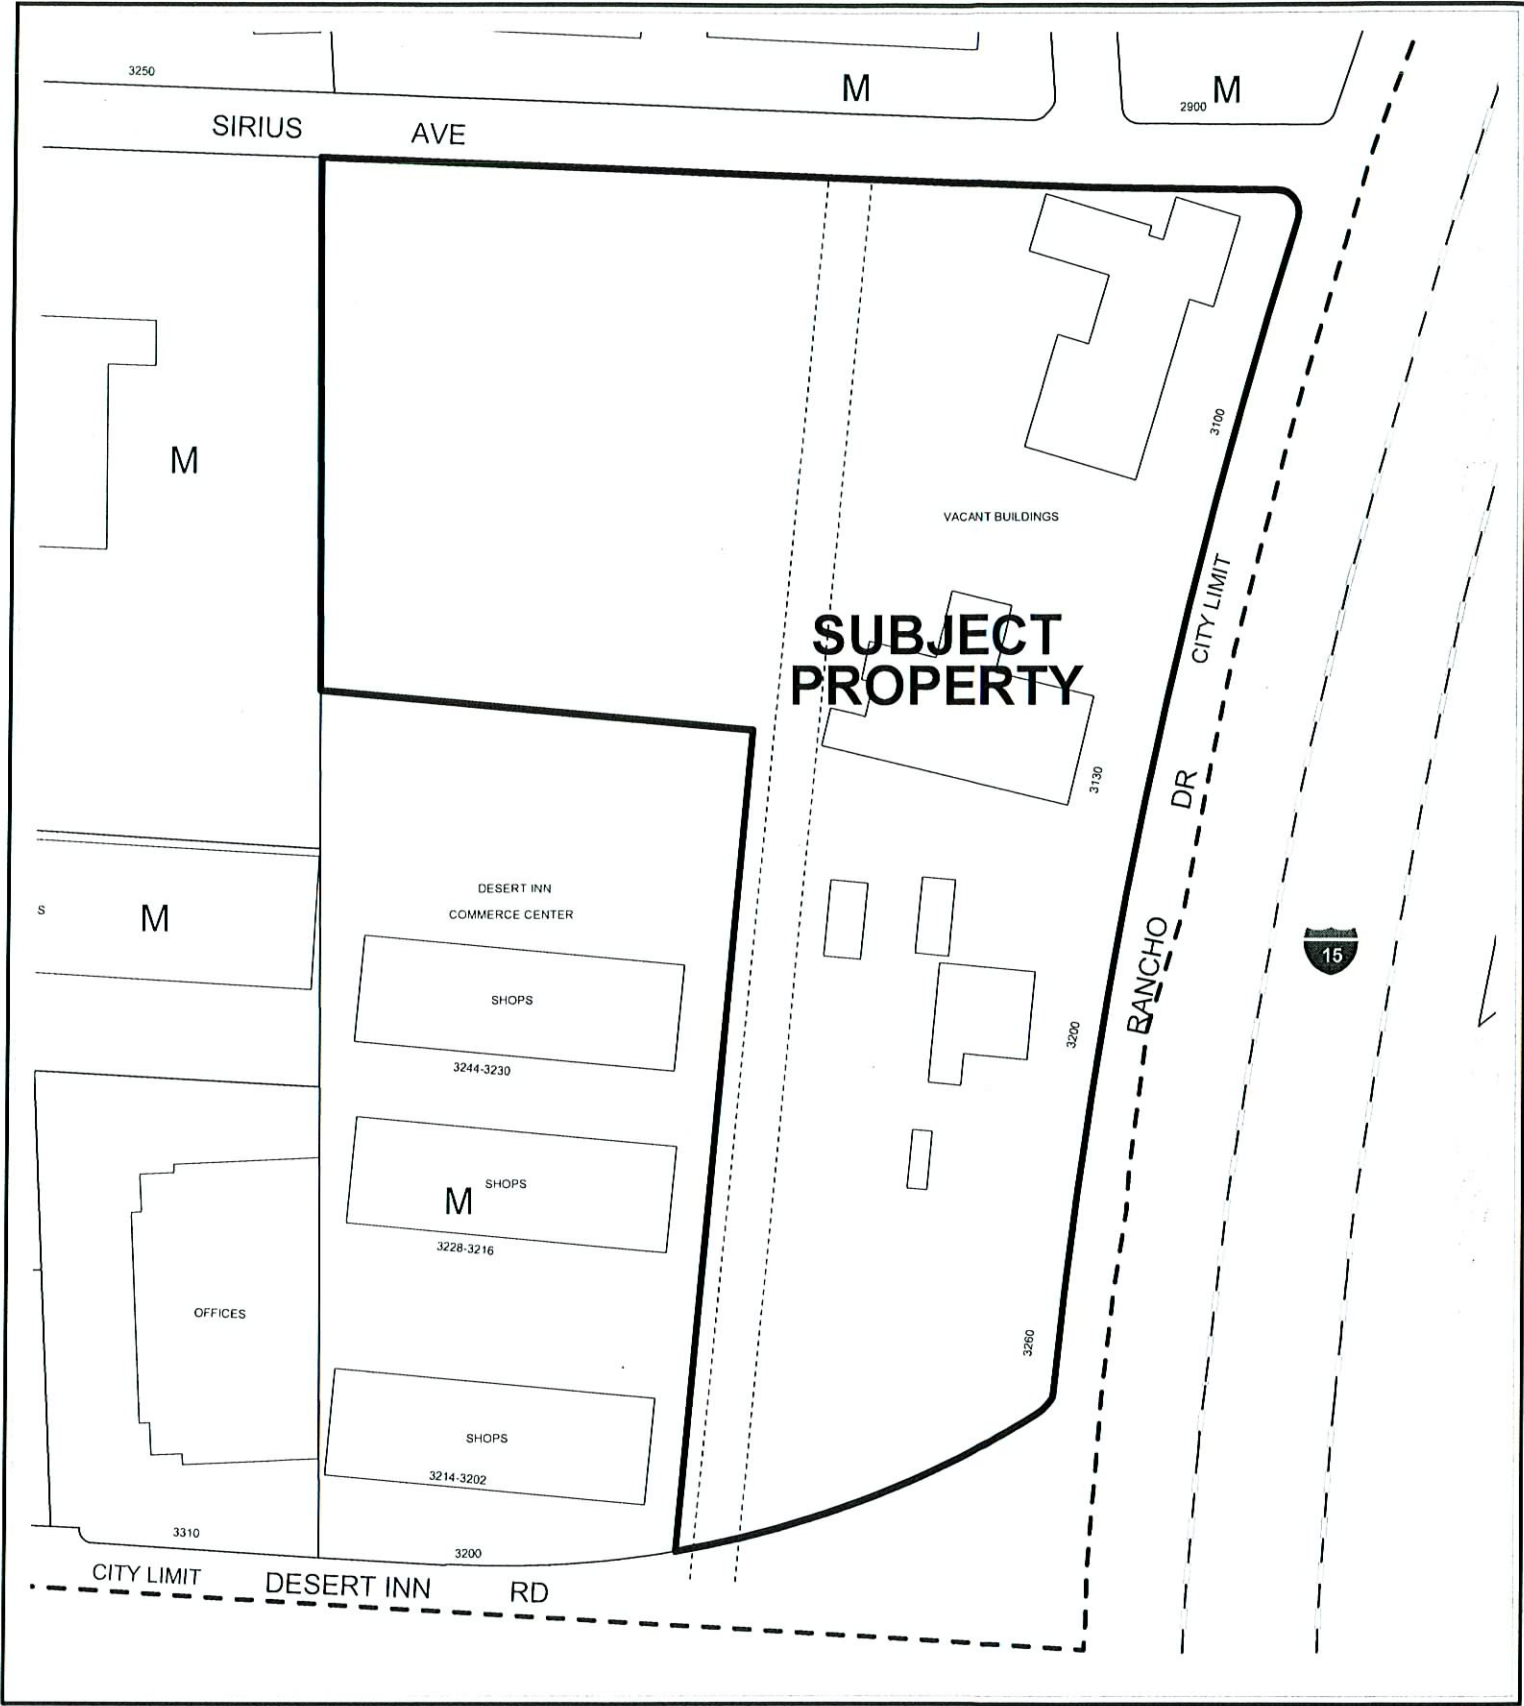 3250
M
2900
M
SIRIUS AVE
3100
M
VACANT BUILDINGS
CITY LIMIT
SUBJECT
PROPERTY
3130
RANCHO DR
DESERT INN
COMMERCE CENTER
S
M
15
SHOPS
3200
3244-3230
SHOPS
M
3228-3216
OFFICES
3260
SHOPS
3214-3202
3310
3200
CITY LIMIT
DESERT INN RD